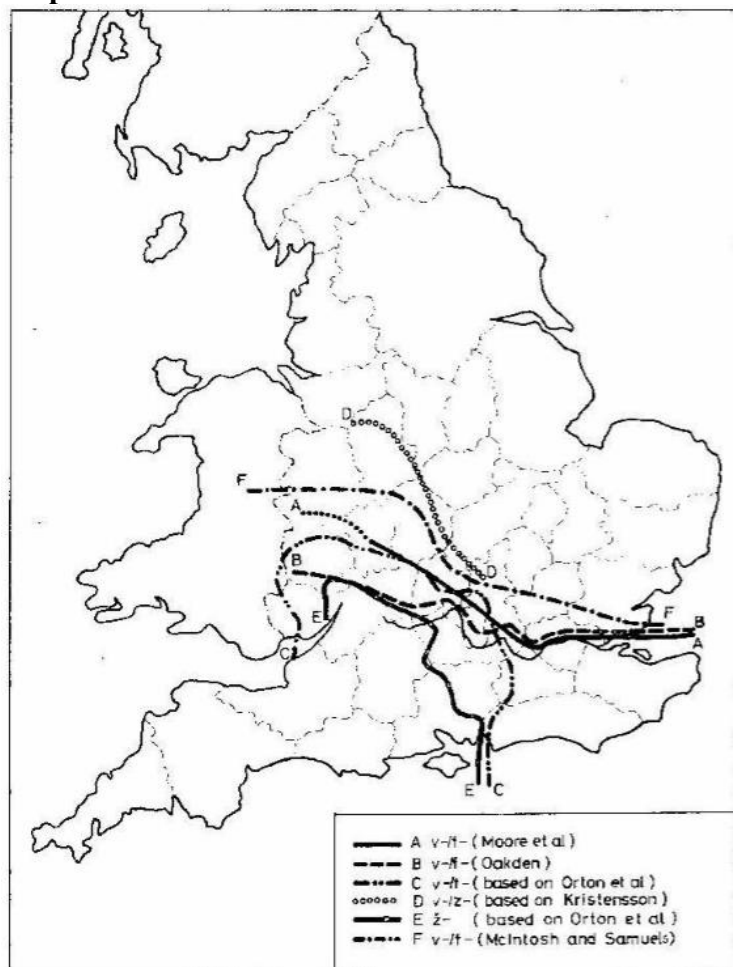 D
F
A
D
B
E
F
B
A
C
E C
A v-/f- (Moore et al)
B v-/f- (Oakden)
C v-/f- (based on Orton et al)
D v-/z- (based on Kristensson)
E ž- (based on Orton et al)
F v-/f- (McIntosh and Samuels)